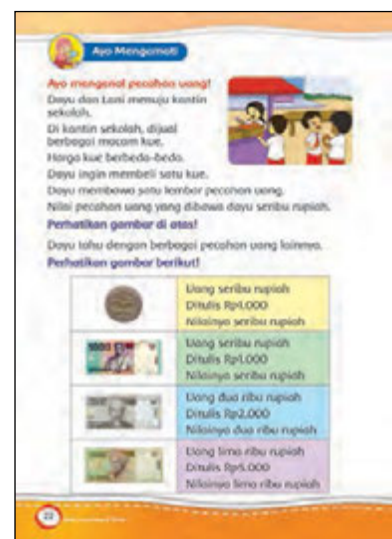 Ayo Mengamati
Ayo mengenal pecahan uang!
Dayu dan Lani menuju kantin
sekolah.
Di kantin sekolah, dijual
berbagai macam kue.
Harga kue berbeda-beda.
Dayu ingin membeli satu kue.
Dayu membawa satu lembar pecahan uang.
Nilai pecahan uang yang dibawa dayu seribu rupiah.
Perhatikan gambar di atas!
Dayu tahu dengan berbagai pecahan uang lainnya.
Perhatikan gambar berikut!
Uang seribu rupiah
Ditulis Rp1.000
Nilainya seribu rupiah
1000
Uang seribu rupiah
Ditulis Rp1.000
Nilainya seribu rupiah
Uang dua ribu rupiah
Ditulis Rp2.000
Nilainya dua ribu rupiah
Uang lima ribu rupiah
Ditulis Rp5.000
Nilainya lima ribu rupiah
22